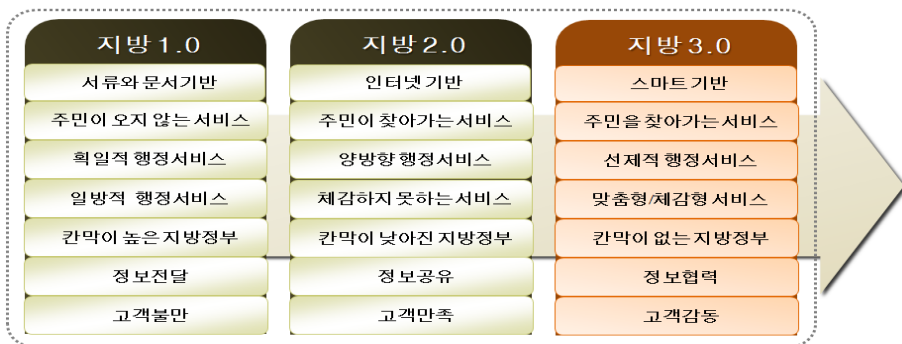 지방 1.0
서류와 문서기반
주민이 오지 않는 서비스
획일적 행정서비스
일방적 행정서비스
칸막이 높은 지방정부
정보전달
고객불만
지방 2.0
인터넷 기반
주민이 찾아가는 서비스
양방향 행정서비스
체감하지 못하는 서비스
칸막이 낮아진 지방정부
정보공유
고객만족
지방 3.0
스마트 기반
주민을 찾아가는 서비스
선제적 행정서비스
맞춤형/체감형 서비스
칸막이 없는 지방정부
정보협력
고객감동